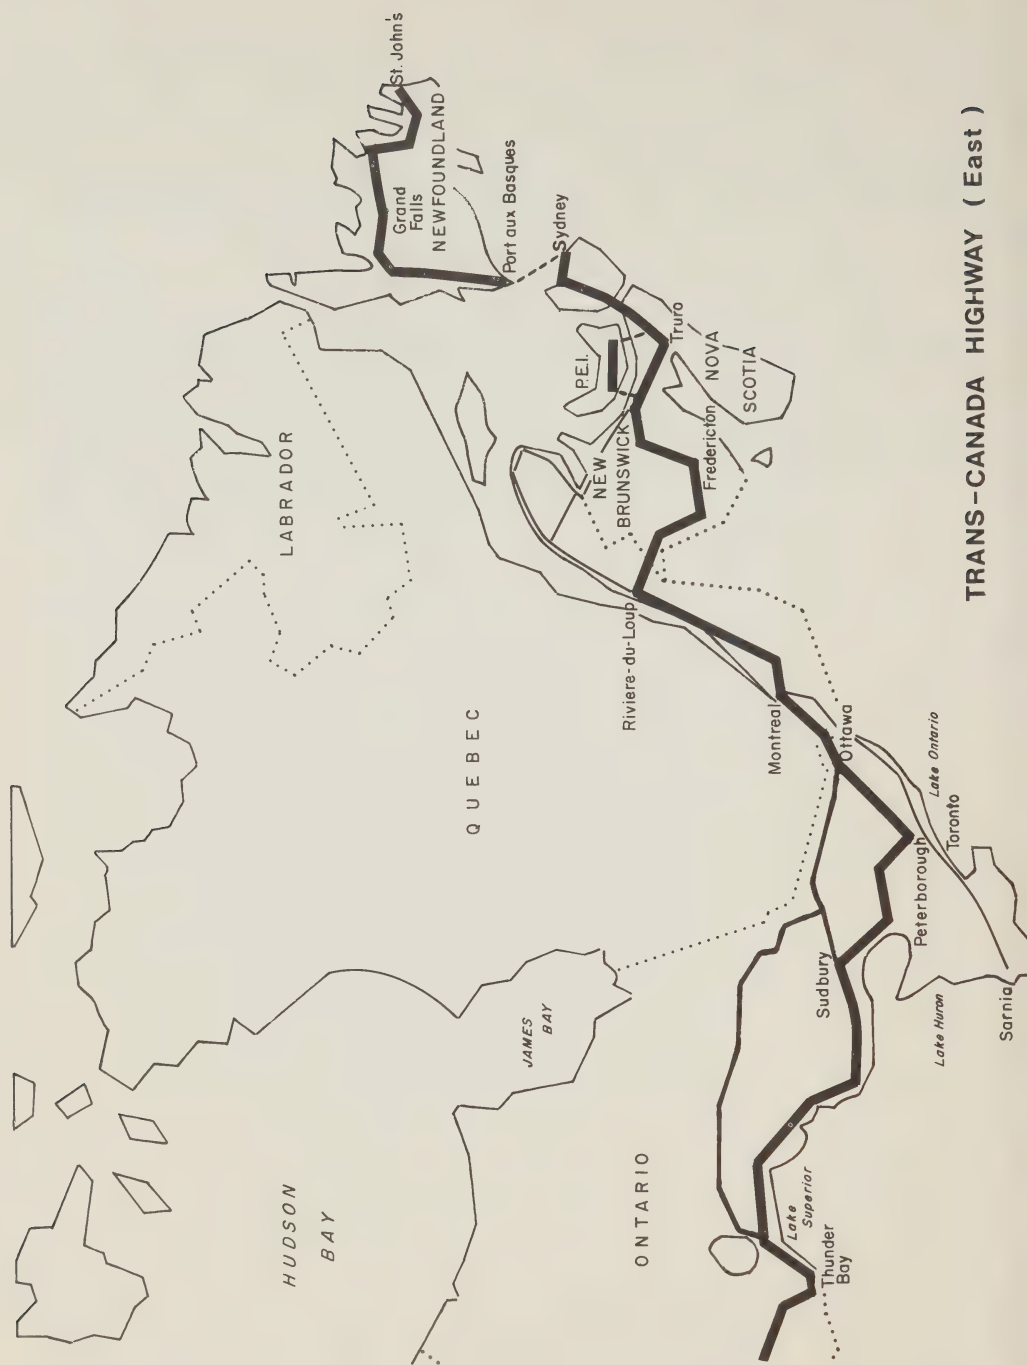 St. John's
NEWFOUNDLAND
Grand
Falls
Port aux Basques
Sydney
LABRADOR
P.E.I.
Truro
NOVA
SCOTIA
NEW
BRUNSWICK
Fredericton
QUEBEC
Riviere-du-Loup
Montreal
Ottawa
Lake Ontario
Toronto
Peterborough
JAMES
BAY
Sudbury
Lake Huron
Sarnia
HUDSON
BAY
ONTARIO
Lake
Superior
Thunder
Bay
TRANS-CANADA HIGHWAY (East)